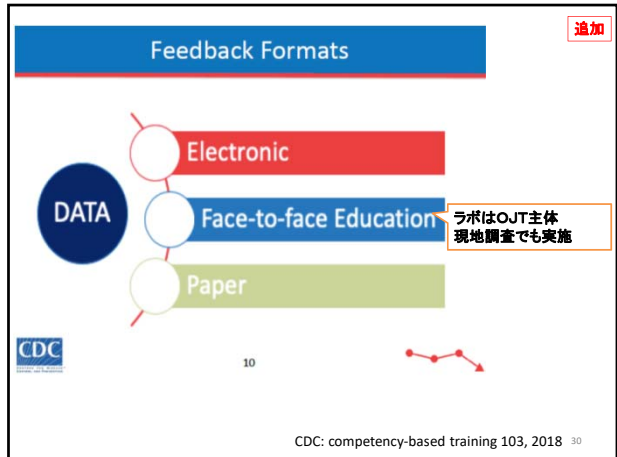 追加
Feedback Formats
Electronic
DATA
Face-to-face Education
ラボはOJT主体
現地調査でも実施
Paper
CDC
10
CDC: competency-based training 103, 2018
30